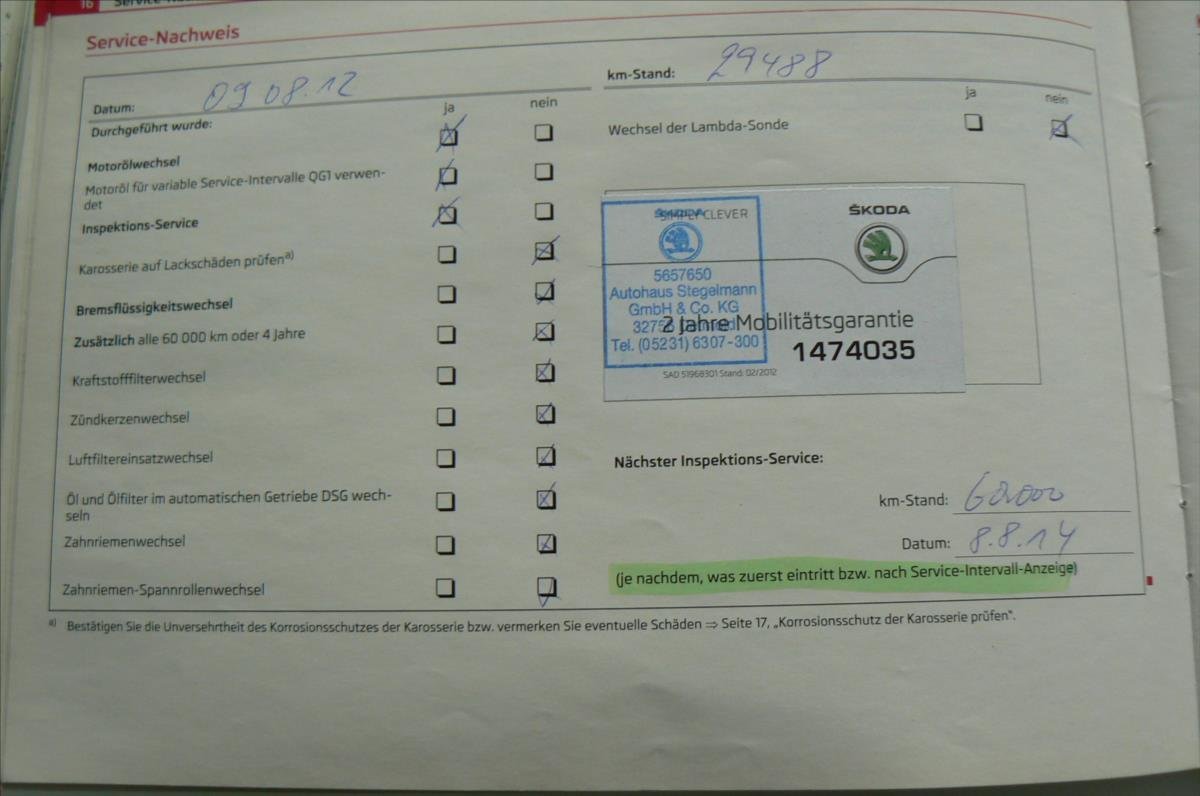 16
Service-Nachweis
Datum: 09 08.12
km-Stand: 29488
ja nein
ja nein
Durchgeführt wurde:
Wechsel der Lambda-Sonde
Motorölwechsel
Motoröl für variable Service-Intervalle QG1 verwen-
det
Inspektions-Service
Karosserie auf Lackschäden prüfen a)
Bremsflüssigkeitswechsel
Zusätzlich alle 60 000 km oder 4 Jahre
Kraftstofffilterwechsel
Zündkerzenwechsel
Luftfiltereinsatzwechsel
Öl und Ölfilter im automatischen Getriebe DSG wech-
seln
Zahnriemenwechsel
Zahnriemen-Spannrollenwechsel
SIMPLY CLEVER
ŠKODA
5657650
Autohaus Stegelmann
GmbH & Co. KG
Tel. (05231) 6307-300
2 Jahre Mobilitätsgarantie
1474035
SAD 51968301 Stand: 02/2012
Nächster Inspektions-Service:
km-Stand: 60.000
Datum: 8.8.14
(je nachdem, was zuerst eintritt bzw. nach Service-Intervall-Anzeige)
a) Bestätigen Sie die Unversehrtheit des Korrosionsschutzes der Karosserie bzw. vermerken Sie eventuelle Schäden ⇒ Seite 17, „Korrosionsschutz der Karosserie prüfen“.